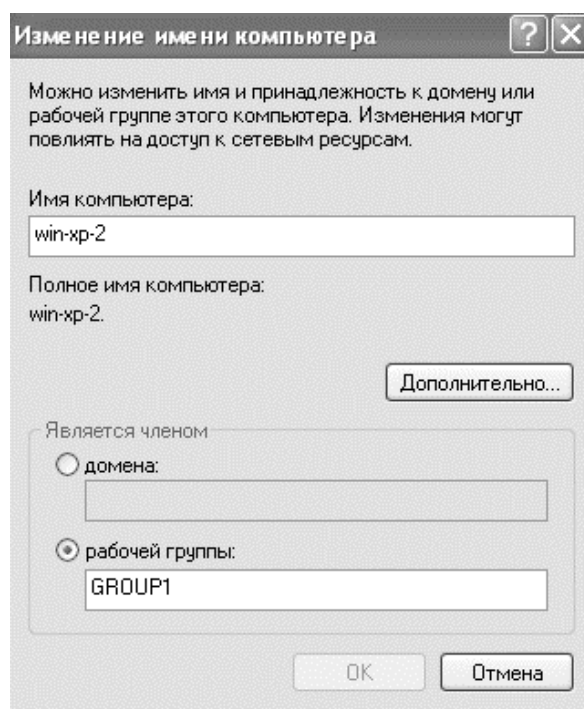 Изменение имени компьютера
Можно изменить имя и принадлежность к домену или
рабочей группе этого компьютера. Изменения могут
повлиять на доступ к сетевым ресурсам.
Имя компьютера:
win-xp-2
Полное имя компьютера:
win-xp-2.
Дополнительно...
Является членом
домена:
рабочей группы:
GROUP1
OK Отмена